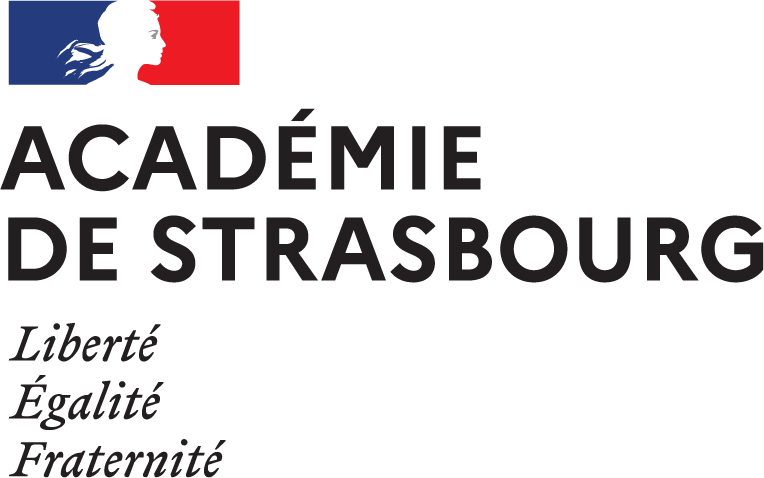 ACADÉMIE
DE STRASBOURG
Liberté
Égalité
Fraternité